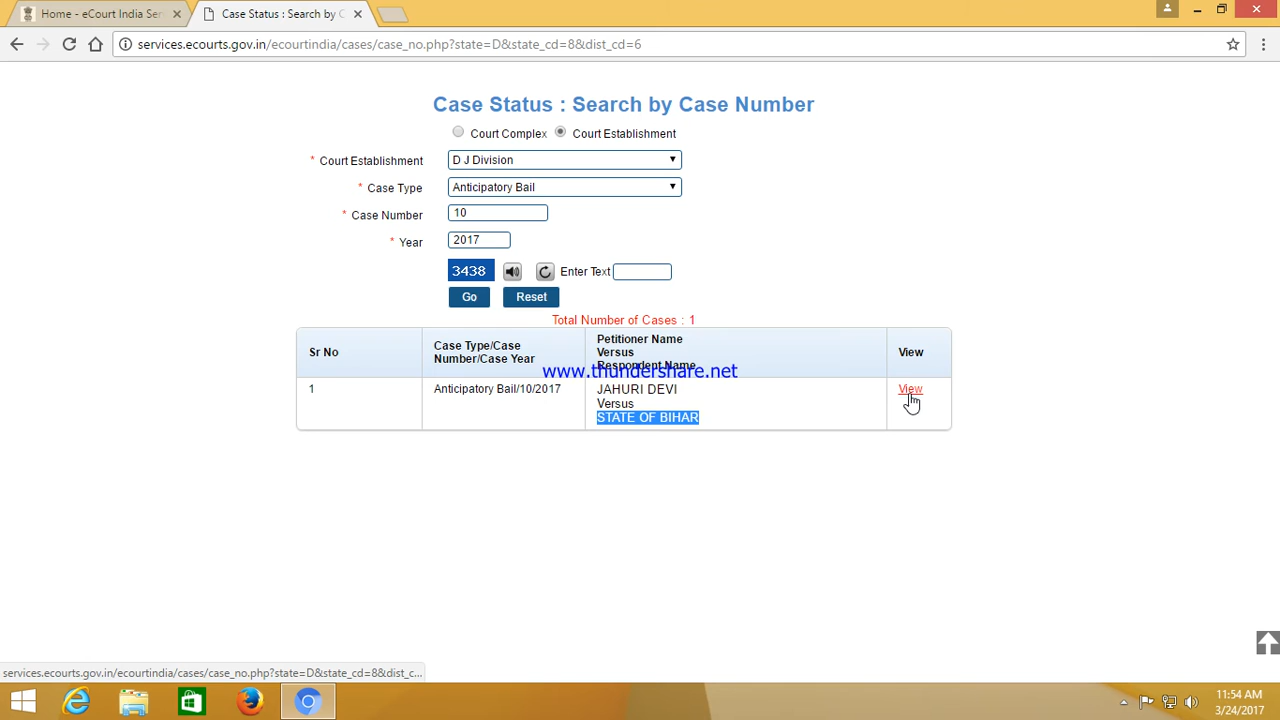 Home - eCourt India Ser
Case Status : Search by C
services.ecourts.gov.in/ecourtindia/cases/case_no.php?state=D&state_cd=8&dist_cd=6
Case Status : Search by Case Number
Court Complex Court Establishment
* Court Establishment D J Division
* Case Type Anticipatory Bail
* Case Number 10
* Year 2017
3438 Enter Text
Go Reset
Total Number of Cases : 1
Sr No
Case Type/Case
Number/Case Year
Petitioner Name
Versus
Respondent Name
View
www.thundershare.net
1
Anticipatory Bail/10/2017
JAHURI DEVI
Versus
STATE OF BIHAR
View
services.ecourts.gov.in/ecourtindia/cases/case_no.php?state=D&state_cd=8&dist_c...
11:54 AM
3/24/2017